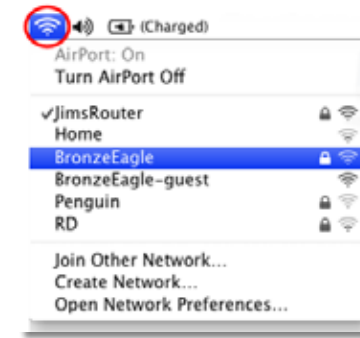 (Charged)
AirPort: On
Turn AirPort Off
✓JimsRouter
Home
BronzeEagle
BronzeEagle-guest
Penguin
RD
Join Other Network...
Create Network...
Open Network Preferences...